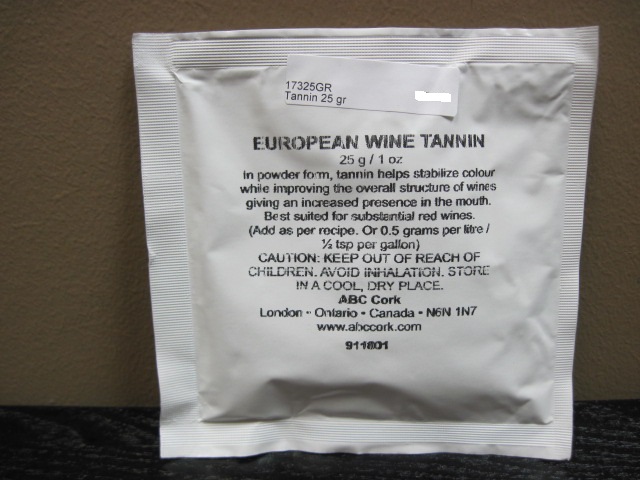 17325GR
Tannin 25 gr
EUROPEAN WINE TANNIN
25 g / 1 oz
In powder form, tannin helps stabilize colour
while improving the overall structure of wines
giving an increased presence in the mouth.
Best suited for substantial red wines.
(Add as per recipe. Or 0.5 grams per litre /
½ tsp per gallon)
CAUTION: KEEP OUT OF REACH OF
CHILDREN. AVOID INHALATION. STORE
IN A COOL, DRY PLACE.
ABC Cork
London - Ontario • Canada • N6N 1N7
www.abccork.com
911801